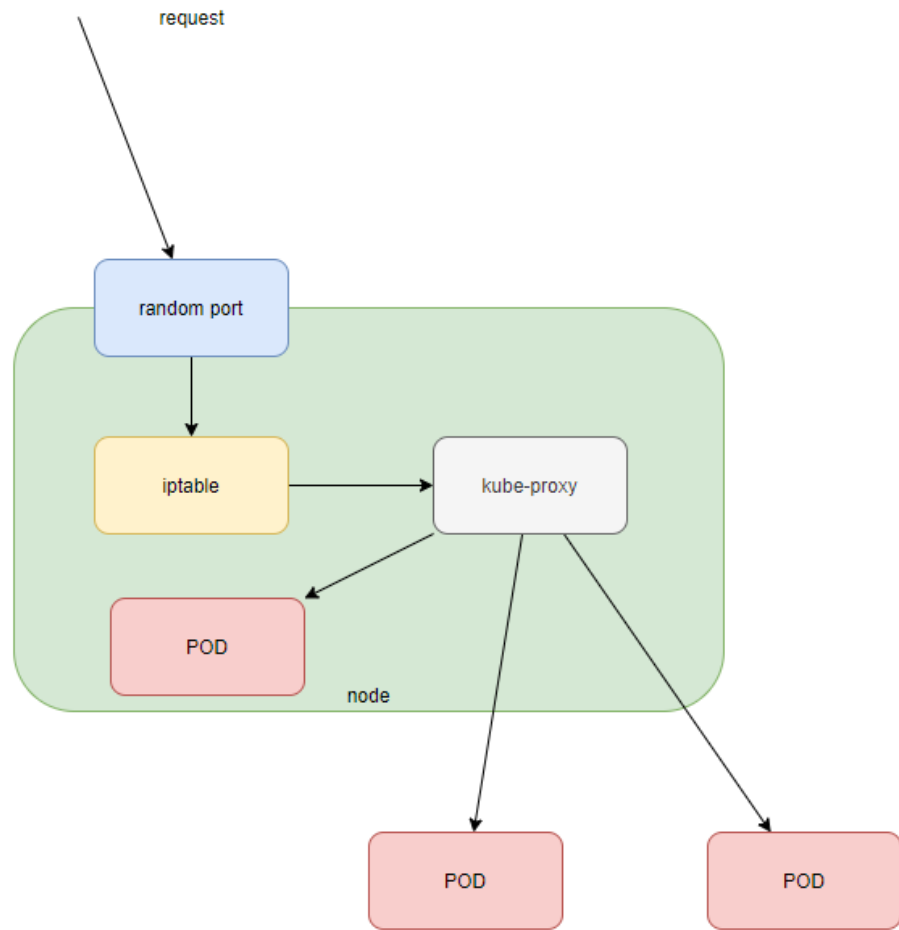 request
random port
iptable
kube-proxy
POD
node
POD
POD